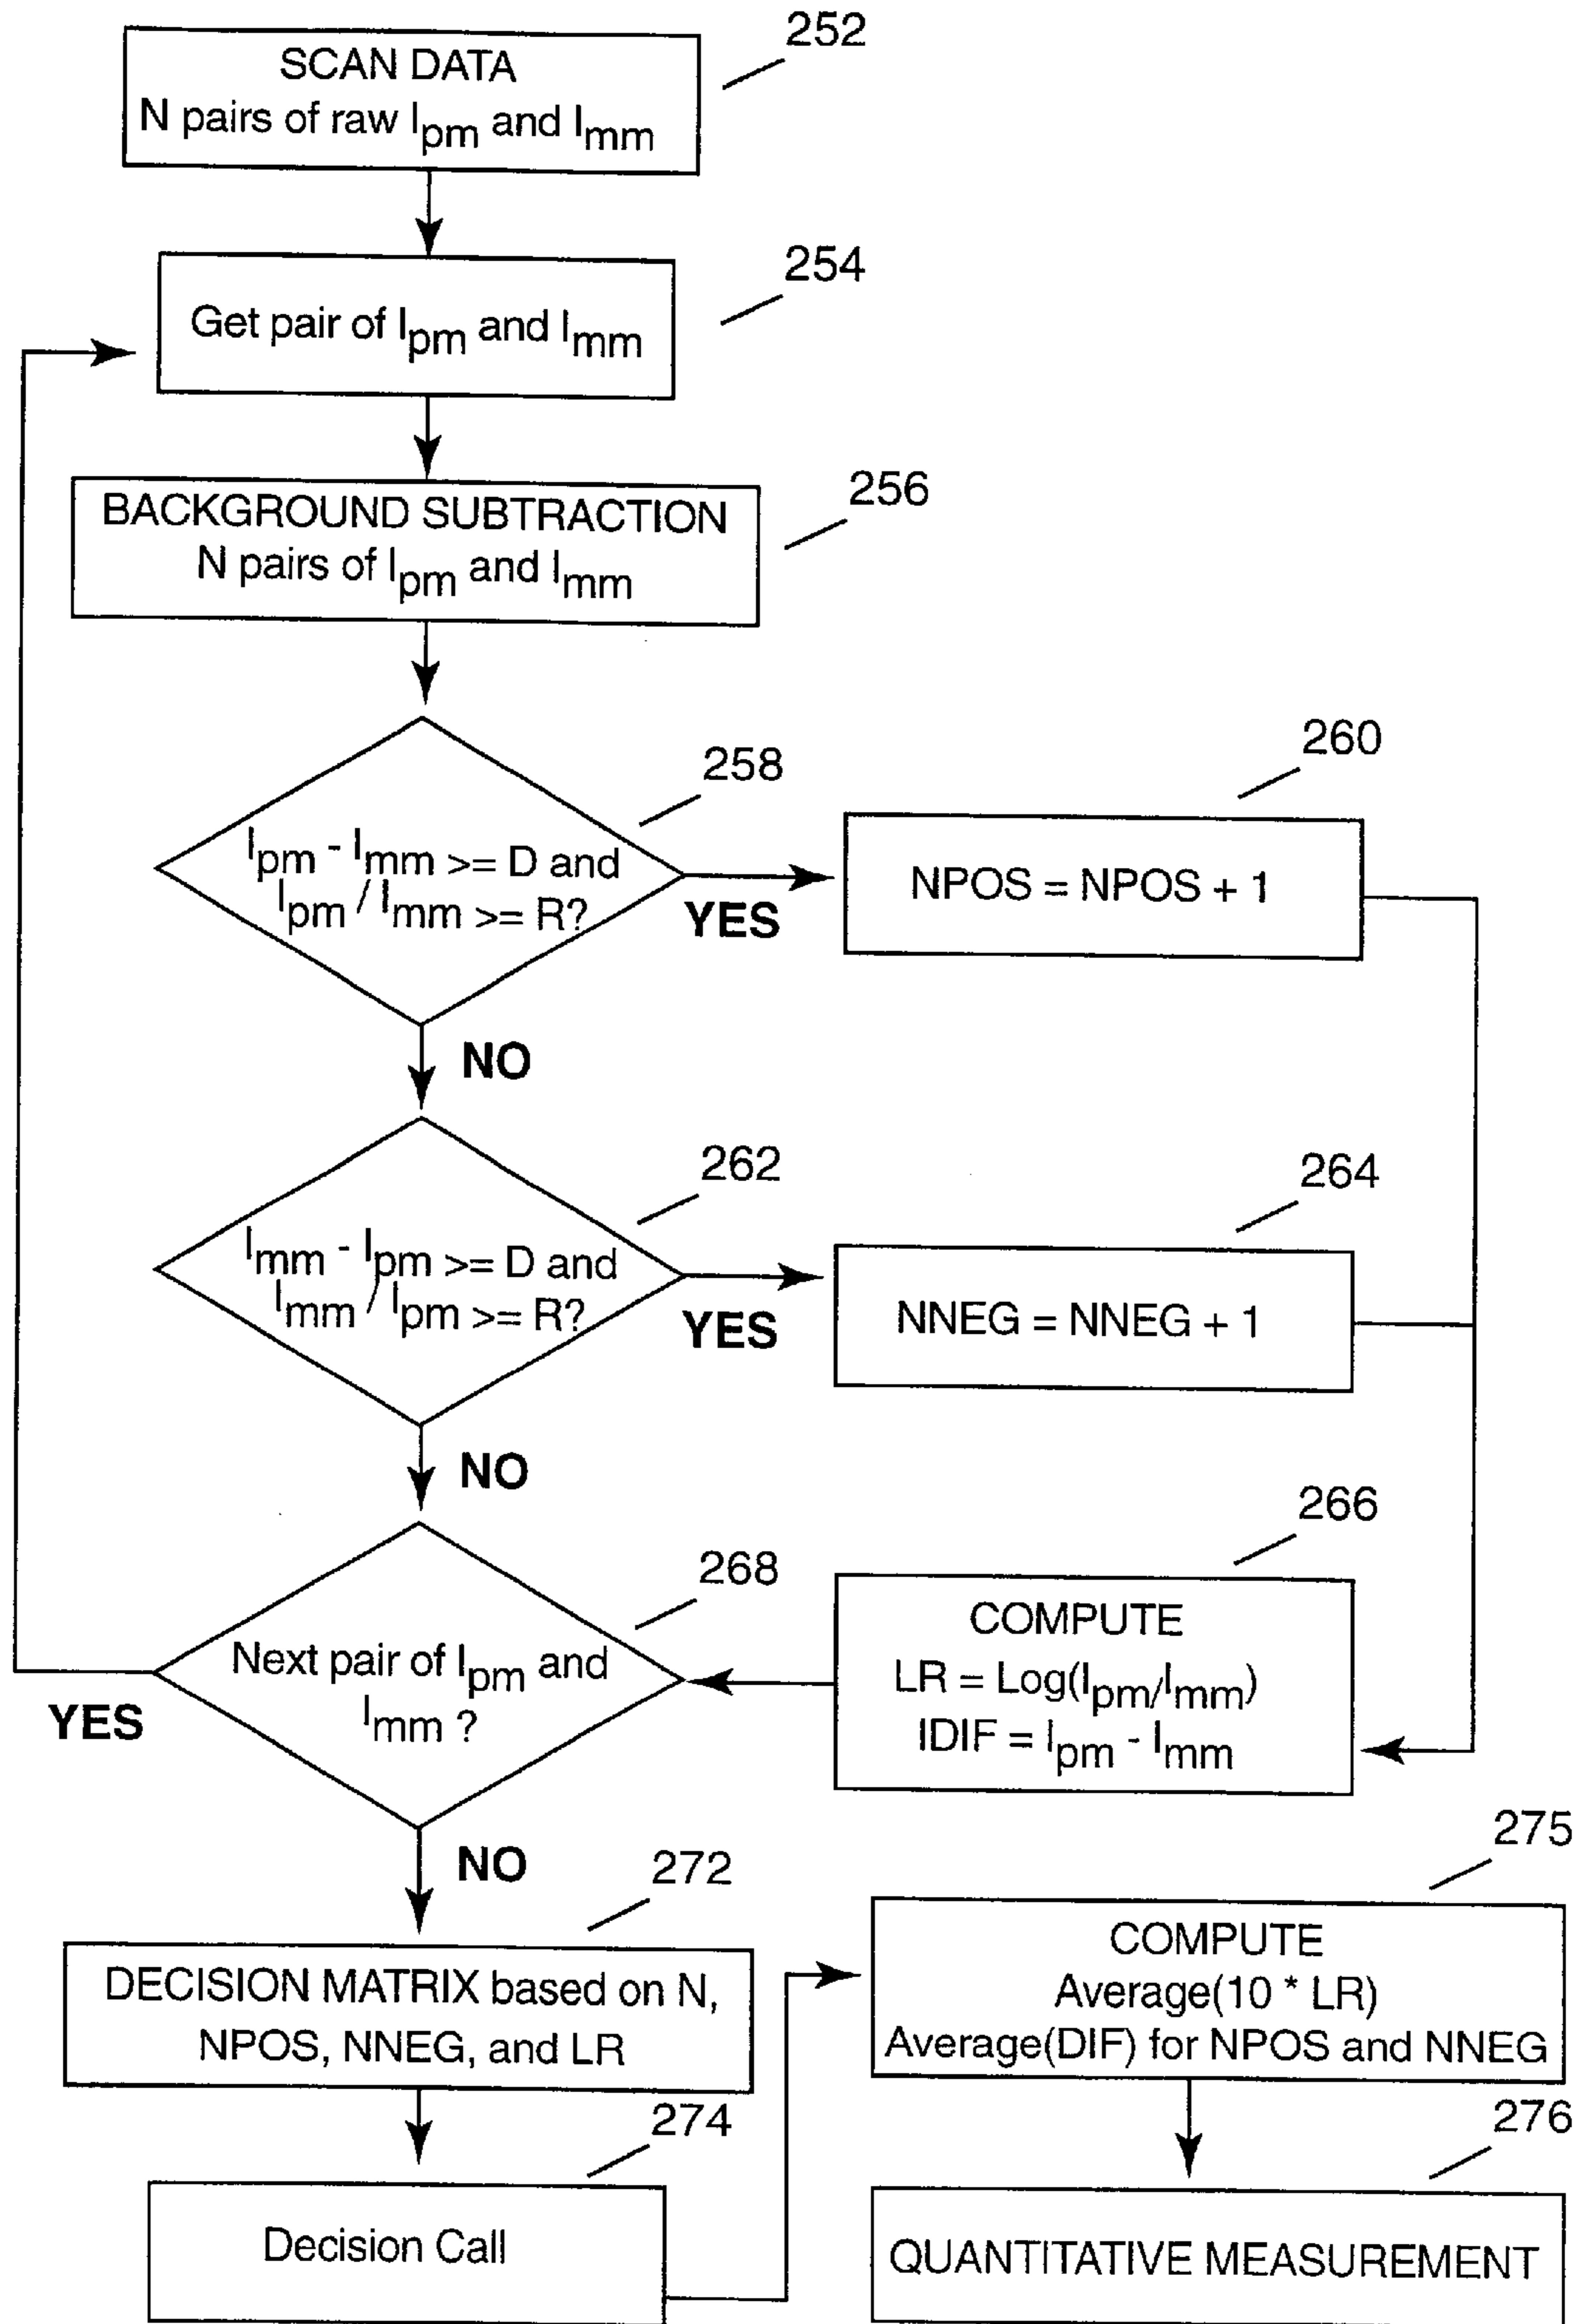 252
SCAN DATA
N pairs of raw Ipm and Imm
254
Get pair of Ipm and Imm
256
BACKGROUND SUBTRACTION
N pairs of Ipm and Imm
258
Ipm - Imm >= D and
Ipm / Imm >= R?
YES
260
NPOS = NPOS + 1
NO
262
Imm - Ipm >= D and
Imm / Ipm >= R?
YES
264
NNEG = NNEG + 1
NO
266
COMPUTE
LR = Log(Ipm/Imm)
IDIF = Ipm - Imm
268
Next pair of Ipm and
Imm ?
YES
NO
272
DECISION MATRIX based on N,
NPOS, NNEG, and LR
274
Decision Call
275
COMPUTE
Average(10 * LR)
Average(DIF) for NPOS and NNEG
276
QUANTITATIVE MEASUREMENT